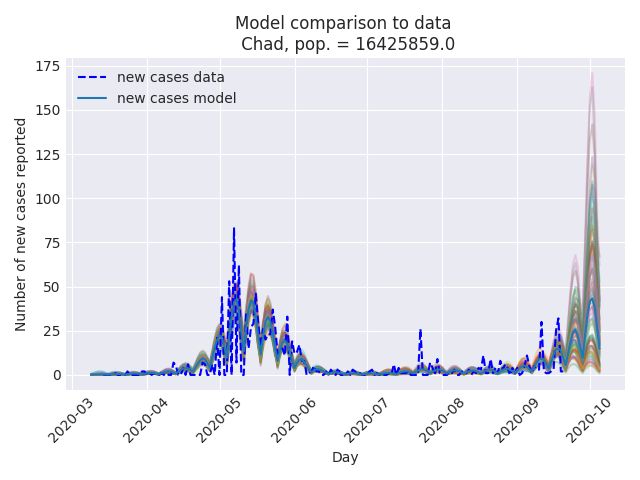 Model comparison to data
Chad, pop. = 16425859.0
new cases data
new cases model
Number of new cases reported
175
150
125
100
75
50
25
0
2020-03
2020-04
2020-05
2020-06
2020-07
2020-08
2020-09
2020-10
Day